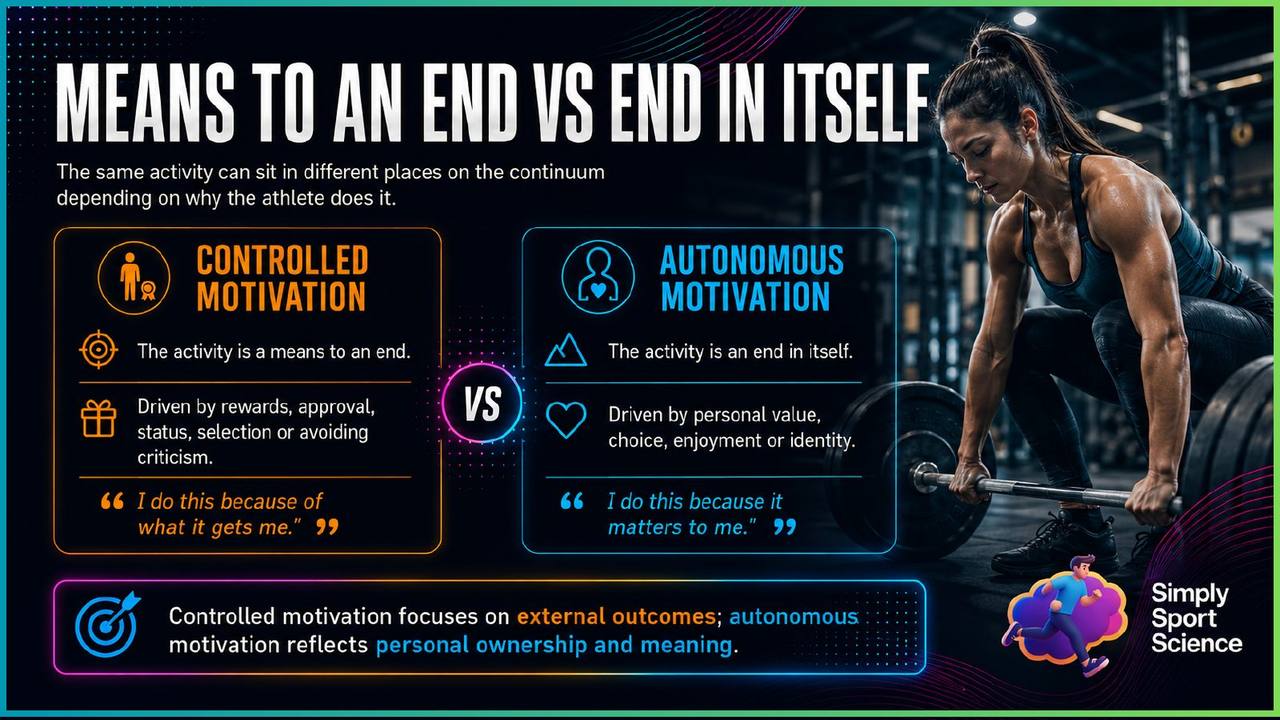 MEANS TO AN END VS END IN ITSELF
The same activity can sit in different places on the continuum
depending on why the athlete does it.
CONTROLLED
MOTIVATION
The activity is a means to an end.
Driven by rewards, approval,
status, selection or avoiding
criticism.
“ I do this because of
what it gets me." ”
VS
AUTONOMOUS
MOTIVATION
The activity is an end in itself.
Driven by personal value,
choice, enjoyment or identity.
“ I do this because it
matters to me." ”
Controlled motivation focuses on external outcomes; autonomous
motivation reflects personal ownership and meaning.
Simply
Sport
Science